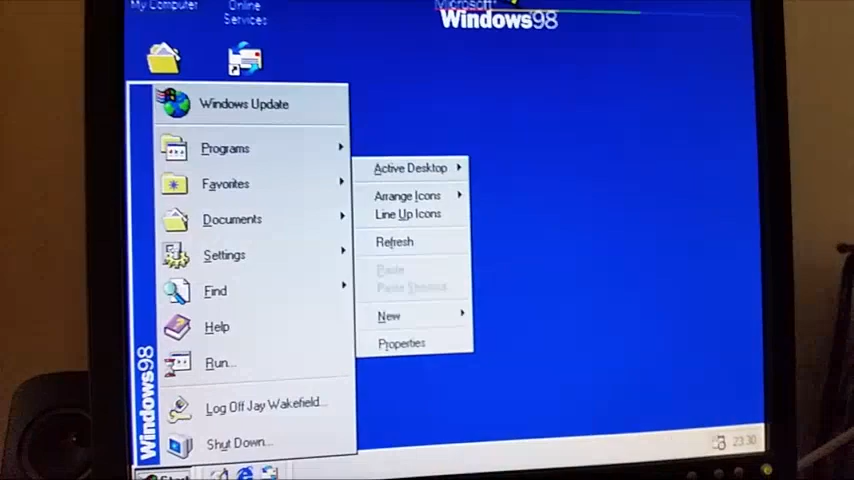 My Computer
Online
Services
Microsoft
Windows98
Windows Update
Programs
Favorites
Documents
Settings
Find
Help
Run...
Log Off Jay Wakefield...
Shut Down...
Windows98
Active Desktop
Arrange Icons
Line Up Icons
Refresh
Paste
Paste Shortcut
New
Properties
Start
23:30